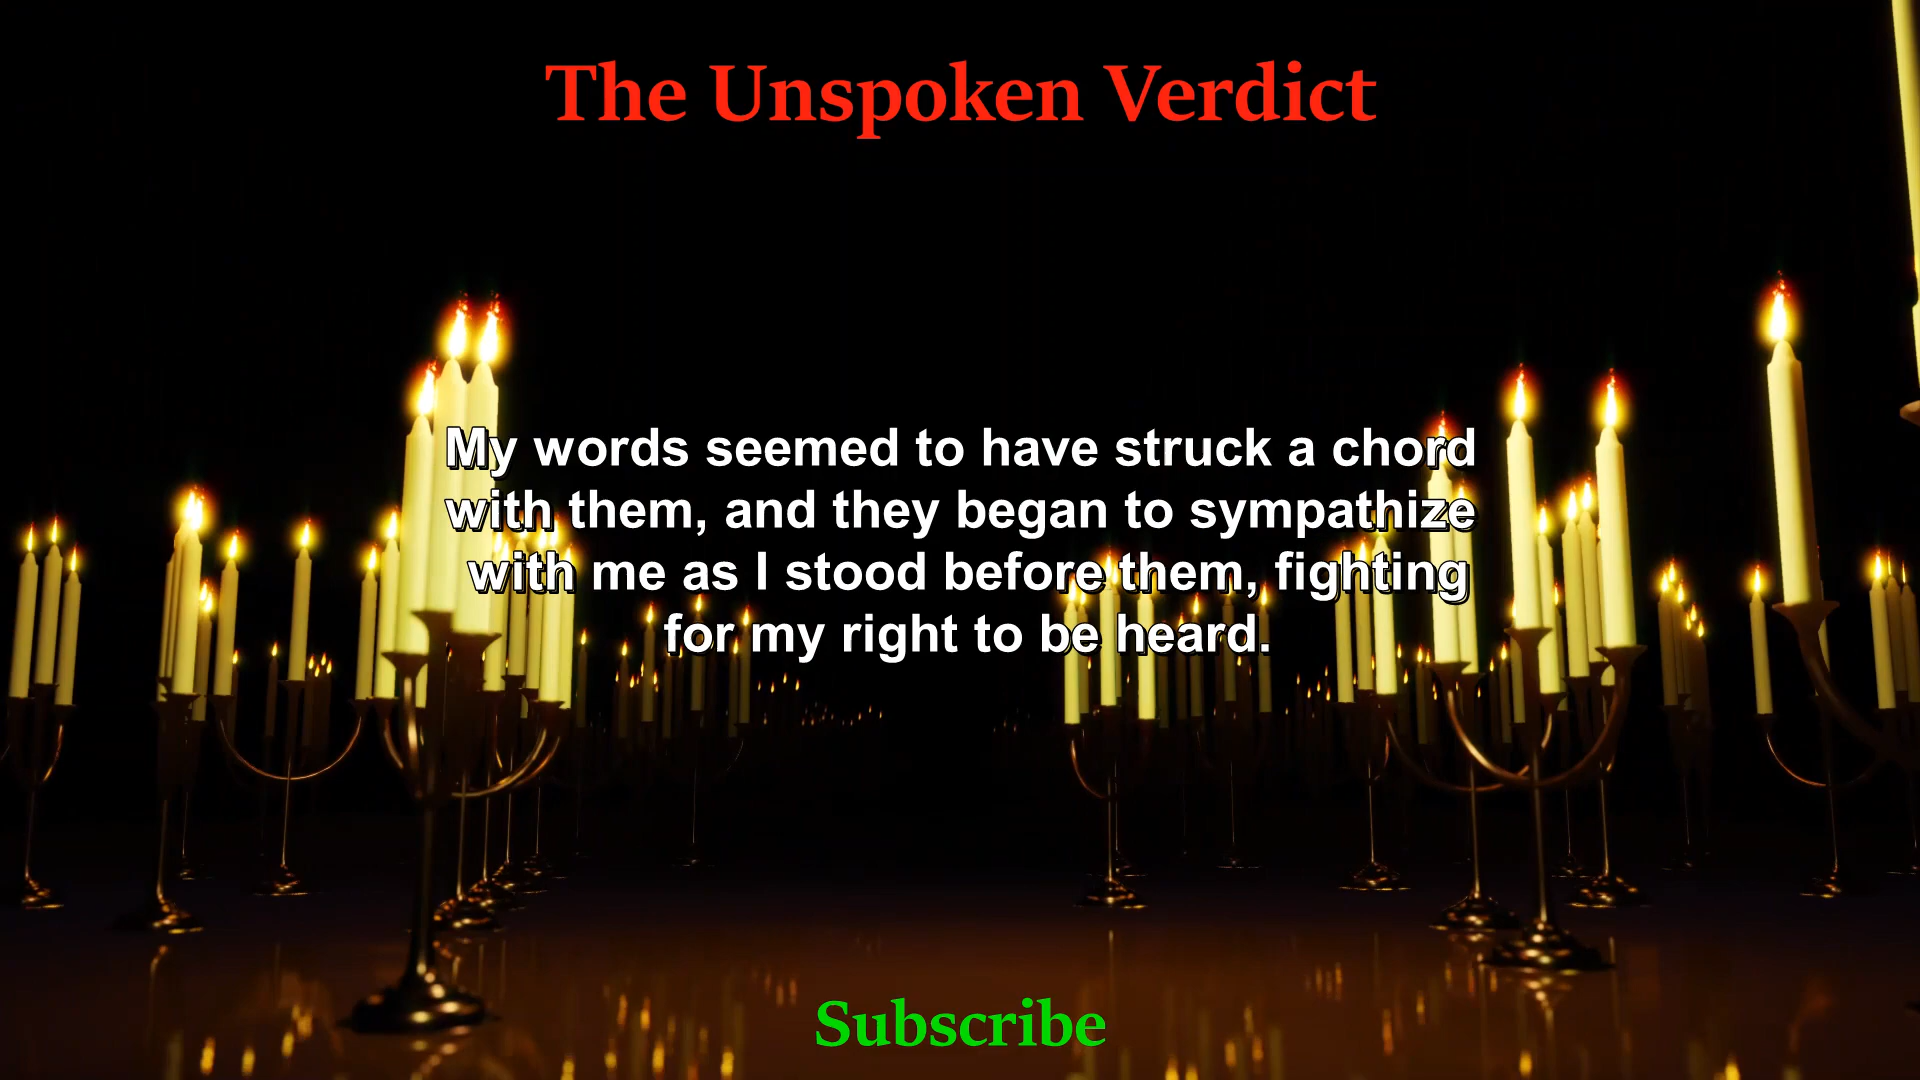 The Unspoken Verdict
My words seemed to have struck a chord
with them, and they began to sympathize
with me as I stood before them, fighting
for my right to be heard.
Subscribe